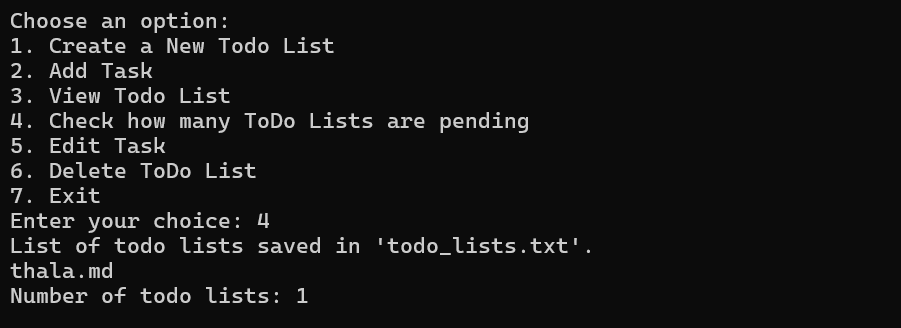 Choose an option:
1. Create a New Todo List
2. Add Task
3. View Todo List
4. Check how many ToDo Lists are pending
5. Edit Task
6. Delete ToDo List
7. Exit
Enter your choice: 4
List of todo lists saved in 'todo_lists.txt'.
thala.md
Number of todo lists: 1